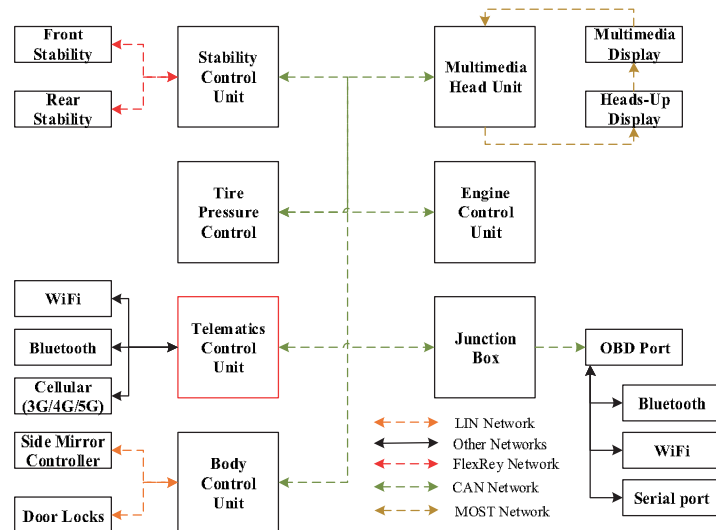 Front
Stability
Rear
Stability
Stability
Control
Unit
Multimedia
Head Unit
Multimedia
Display
Heads-Up
Display
Tire
Pressure
Control
Engine
Control
Unit
WiFi
Bluetooth
Cellular
(3G/4G/5G)
Telematics
Control
Unit
Junction
Box
OBD Port
Bluetooth
WiFi
Serial port
Side Mirror
Controller
Door Locks
Body
Control
Unit
LIN Network
Other Networks
FlexRey Network
CAN Network
MOST Network